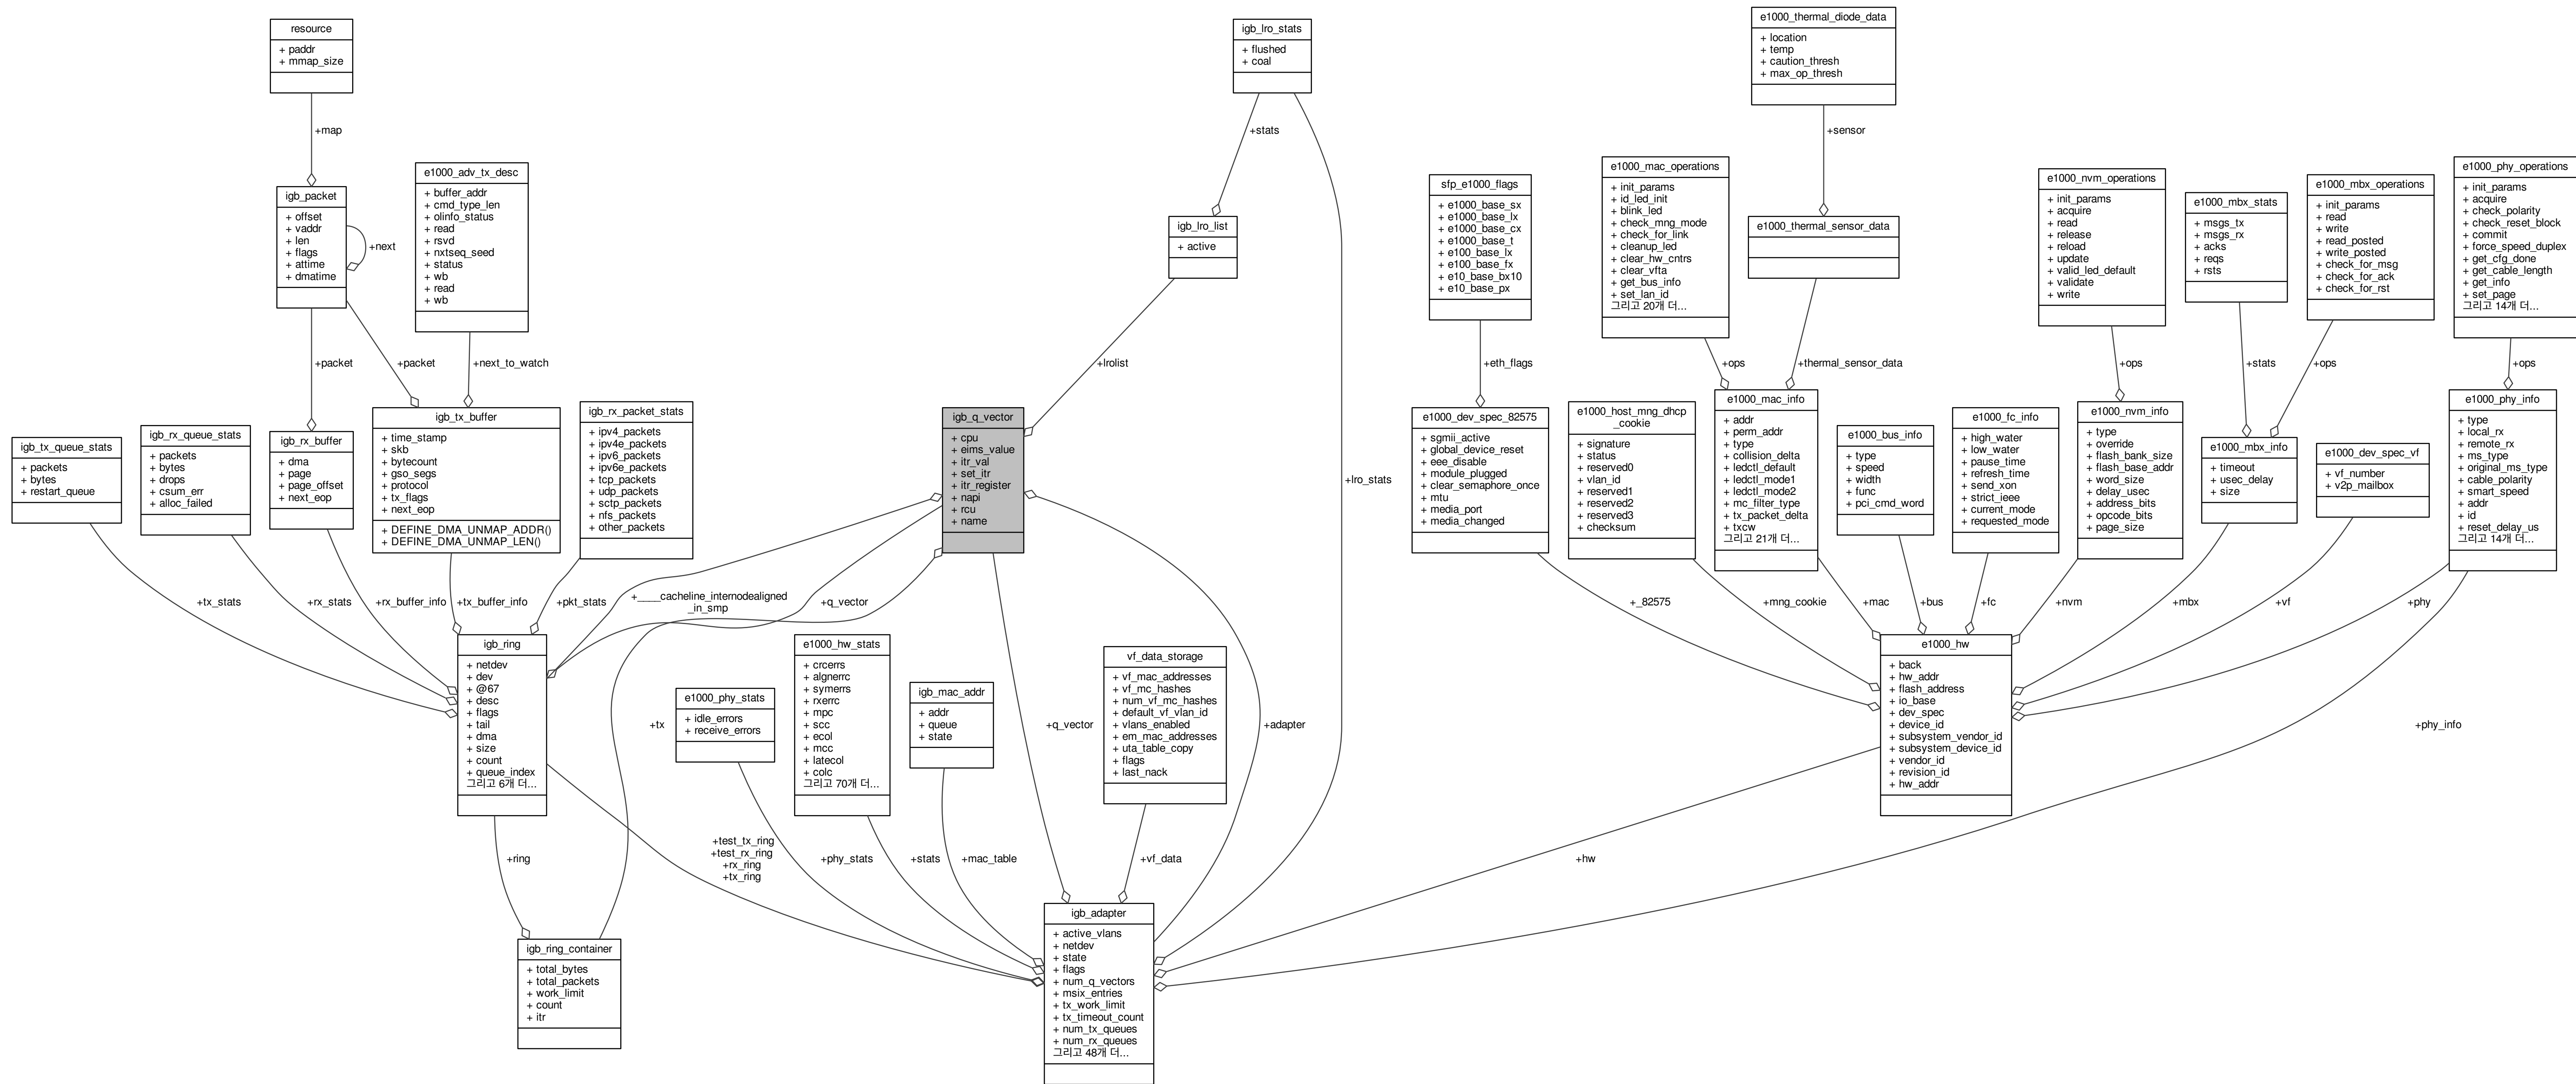 resource
+ paddr
+ mmap_size
+map
igb_packet
+ offset
+ vaddr
+ len
+ flags
+ attime
+ dmatime
+next
e1000_adv_tx_desc
+ buffer_addr
+ cmd_type_len
+ olinfo_status
+ read
+ rsvd
+ nxtseq_seed
+ status
+ wb
+ read
+ wb
+packet
+packet
+next_to_watch
igb_tx_queue_stats
+ packets
+ bytes
+ restart_queue
igb_rx_queue_stats
+ packets
+ bytes
+ drops
+ csum_err
+ alloc_failed
igb_rx_buffer
+ dma
+ page
+ page_offset
+ next_eop
igb_tx_buffer
+ time_stamp
+ skb
+ bytecount
+ gso_segs
+ protocol
+ tx_flags
+ next_eop
+ DEFINE_DMA_UNMAP_ADDR()
+ DEFINE_DMA_UNMAP_LEN()
igb_rx_packet_stats
+ ipv4_packets
+ ipv4e_packets
+ ipv6_packets
+ ipv6e_packets
+ tcp_packets
+ udp_packets
+ sctp_packets
+ nfs_packets
+ other_packets
+tx_stats
+rx_stats
+rx_buffer_info
+tx_buffer_info
+pkt_stats
+____cacheline_internodealigned
_in_smp
+q_vector
igb_lro_stats
+ flushed
+ coal
+stats
igb_lro_list
+ active
+lrolist
+lro_stats
igb_q_vector
+ cpu
+ eims_value
+ itr_val
+ set_itr
+ itr_register
+ napi
+ rcu
+ name
igb_ring
+ netdev
+ dev
+ @67
+ desc
+ flags
+ tail
+ dma
+ size
+ count
+ queue_index
그리고 6개 더...
+ring
+tx
igb_ring_container
+ total_bytes
+ total_packets
+ work_limit
+ count
+ itr
+test_tx_ring
+test_rx_ring
+rx_ring
+tx_ring
e1000_phy_stats
+ idle_errors
+ receive_errors
+phy_stats
e1000_hw_stats
+ crcerrs
+ algnerrc
+ symerrs
+ rxerrc
+ mpc
+ scc
+ ecol
+ mcc
+ latecol
+ colc
그리고 70개 더...
+stats
igb_mac_addr
+ addr
+ queue
+ state
+mac_table
+q_vector
vf_data_storage
+ vf_mac_addresses
+ vf_mc_hashes
+ num_vf_mc_hashes
+ default_vf_vlan_id
+ vlans_enabled
+ em_mac_addresses
+ uta_table_copy
+ flags
+ last_nack
+vf_data
+adapter
igb_adapter
+ active_vlans
+ netdev
+ state
+ flags
+ num_q_vectors
+ msix_entries
+ tx_work_limit
+ tx_timeout_count
+ num_tx_queues
+ num_rx_queues
그리고 48개 더...
sfp_e1000_flags
+ e1000_base_sx
+ e1000_base_lx
+ e1000_base_cx
+ e1000_base_t
+ e100_base_lx
+ e100_base_fx
+ e10_base_bx10
+ e10_base_px
+eth_flags
e1000_dev_spec_82575
+ sgmii_active
+ global_device_reset
+ eee_disable
+ module_plugged
+ clear_semaphore_once
+ mtu
+ media_port
+ media_changed
+_82575
e1000_host_mng_dhcp
_cookie
+ signature
+ status
+ reserved0
+ vlan_id
+ reserved1
+ reserved2
+ reserved3
+ checksum
+mng_cookie
e1000_mac_operations
+ init_params
+ id_led_init
+ blink_led
+ check_mng_mode
+ check_for_link
+ cleanup_led
+ clear_hw_cntrs
+ clear_vfta
+ get_bus_info
+ set_lan_id
그리고 20개 더...
+ops
e1000_thermal_diode_data
+ location
+ temp
+ caution_thresh
+ max_op_thresh
+sensor
e1000_thermal_sensor_data
+thermal_sensor_data
e1000_mac_info
+ addr
+ perm_addr
+ type
+ collision_delta
+ ledctl_default
+ ledctl_mode1
+ ledctl_mode2
+ mc_filter_type
+ tx_packet_delta
+ txcw
그리고 21개 더...
+mac
e1000_bus_info
+ type
+ speed
+ width
+ func
+ pci_cmd_word
+bus
e1000_fc_info
+ high_water
+ low_water
+ pause_time
+ refresh_time
+ send_xon
+ strict_ieee
+ current_mode
+ requested_mode
+fc
e1000_nvm_operations
+ init_params
+ acquire
+ read
+ release
+ reload
+ update
+ valid_led_default
+ validate
+ write
+ops
e1000_nvm_info
+ type
+ override
+ flash_bank_size
+ flash_base_addr
+ word_size
+ delay_usec
+ address_bits
+ opcode_bits
+ page_size
+nvm
e1000_mbx_stats
+ msgs_tx
+ msgs_rx
+ acks
+ reqs
+ rsts
+stats
e1000_mbx_operations
+ init_params
+ read
+ write
+ read_posted
+ write_posted
+ check_for_msg
+ check_for_ack
+ check_for_rst
+ops
e1000_mbx_info
+ timeout
+ usec_delay
+ size
+mbx
e1000_dev_spec_vf
+ vf_number
+ v2p_mailbox
+vf
e1000_phy_operations
+ init_params
+ acquire
+ check_polarity
+ check_reset_block
+ commit
+ force_speed_duplex
+ get_cfg_done
+ get_cable_length
+ get_info
+ set_page
그리고 14개 더...
+ops
e1000_phy_info
+ type
+ local_rx
+ remote_rx
+ ms_type
+ original_ms_type
+ cable_polarity
+ smart_speed
+ addr
+ id
+ reset_delay_us
그리고 14개 더...
+phy
+phy_info
e1000_hw
+ back
+ hw_addr
+ flash_address
+ io_base
+ dev_spec
+ device_id
+ subsystem_vendor_id
+ subsystem_device_id
+ vendor_id
+ revision_id
+ hw_addr
+hw